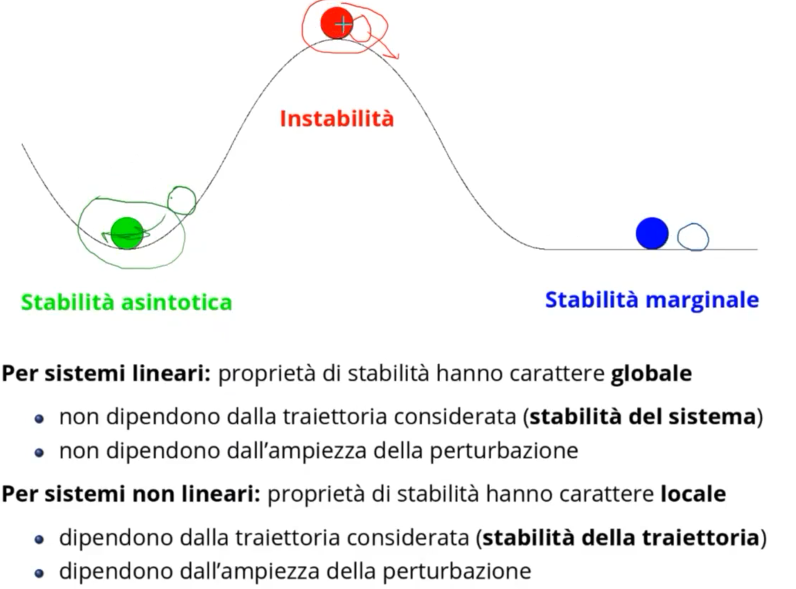 Instabilità
Stabilità asintotica
Stabilità marginale
Per sistemi lineari: proprietà di stabilità hanno carattere globale
non dipendono dalla traiettoria considerata (stabilità del sistema)
non dipendono dall'ampiezza della perturbazione
Per sistemi non lineari: proprietà di stabilità hanno carattere locale
dipendono dalla traiettoria considerata (stabilità della traiettoria)
dipendono dall'ampiezza della perturbazione